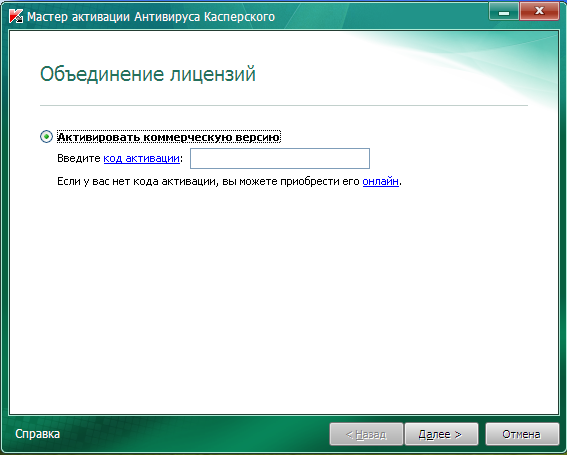 Мастер активации Антивируса Касперского
Объединение лицензий
Активировать коммерческую версию
Введите код активации:
Если у вас нет кода активации, вы можете приобрести его онлайн.
Справка
< Назад
Далее >
Отмена